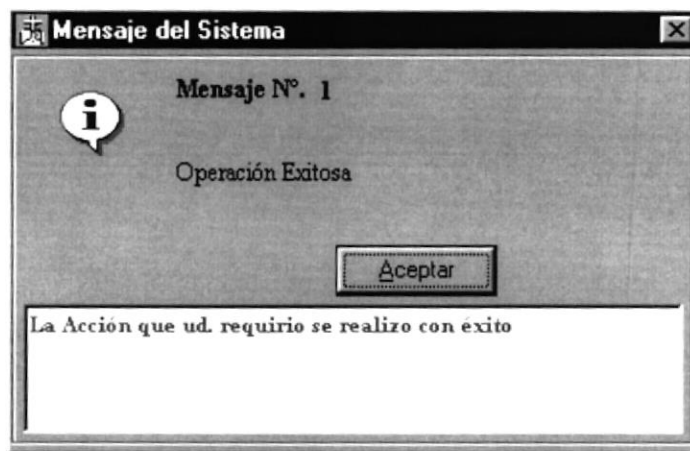 Mensaje del Sistema
Mensaje N°. 1
Operación Exitosa
Aceptar
La Acción que ud. requirio se realizo con éxito